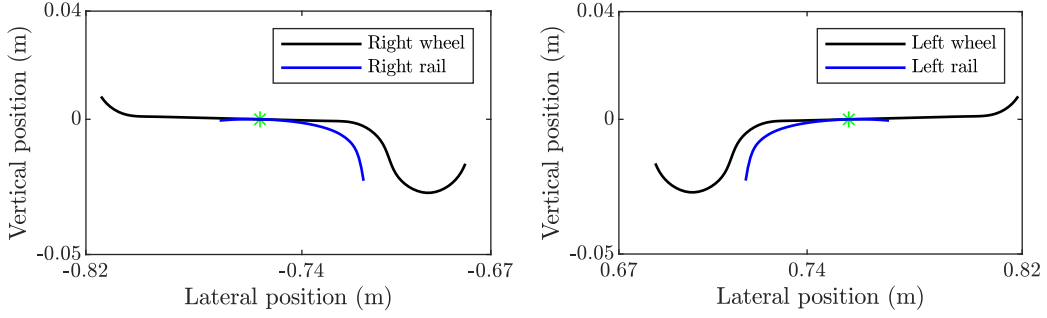 0.04
Right wheel
Right rail
0
-0.05
-0.82
-0.74
-0.67
Lateral position (m)
Vertical position (m)
0.04
Left wheel
Left rail
0
-0.05
0.67
0.74
0.82
Lateral position (m)
Vertical position (m)